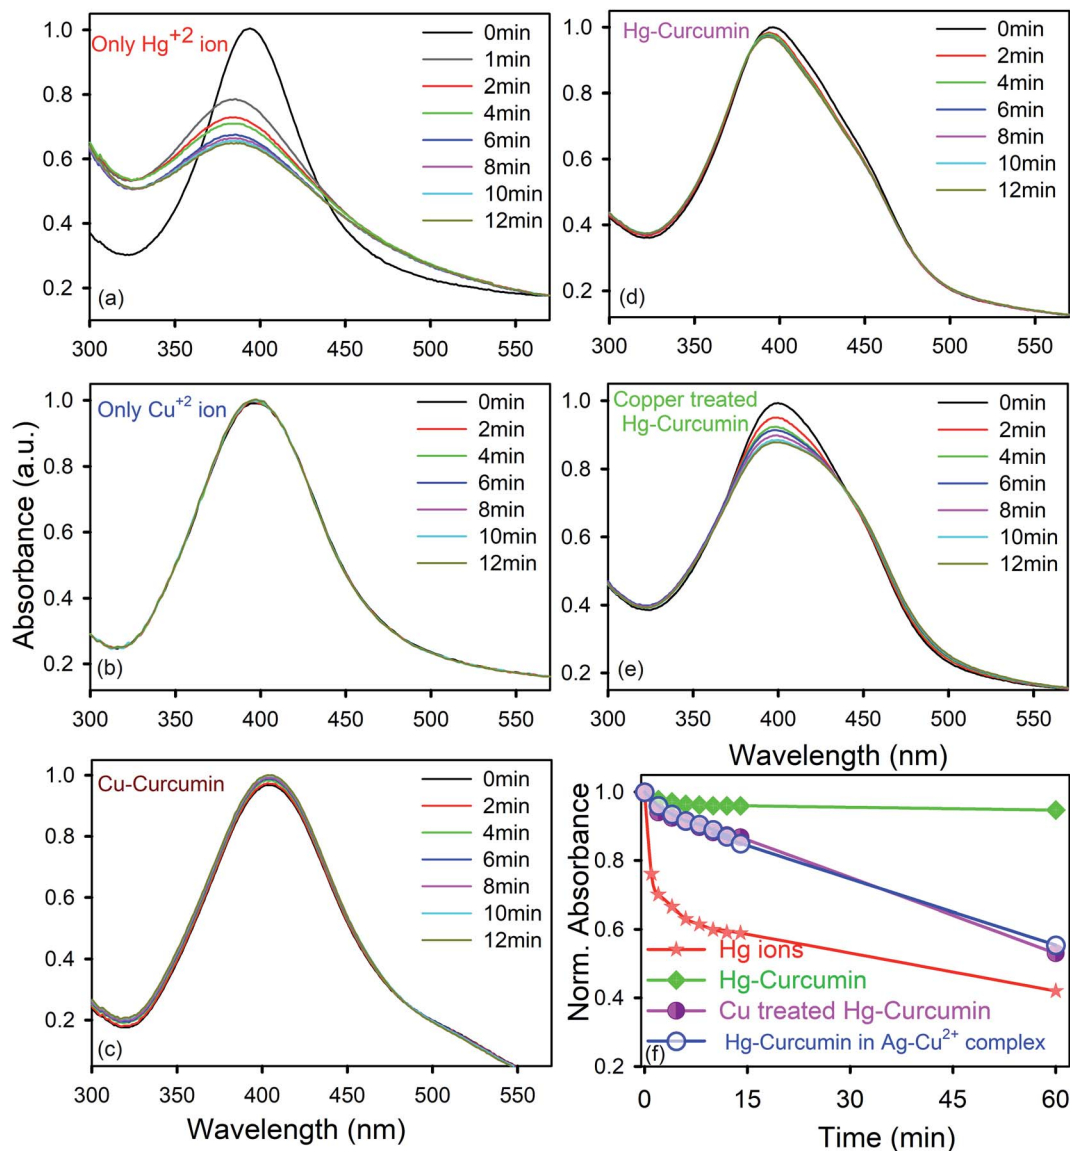 Only Hg+2 ion
0min
1min
2min
4min
6min
8min
10min
12min
1.0
0.8
0.6
0.4
0.2
(a)
300 350 400 450 500 550
Hg-Curcumin
0min
2min
4min
6min
8min
10min
12min
1.0
0.8
0.6
0.4
0.2
(d)
300 350 400 450 500 550
Only Cu+2 ion
0min
2min
4min
6min
8min
10min
12min
1.0
0.8
0.6
0.4
0.2
(b)
300 350 400 450 500 550
Absorbance (a.u.)
Copper treated
Hg-Curcumin
0min
2min
4min
6min
8min
10min
12min
1.0
0.8
0.6
0.4
0.2
(e)
300 350 400 450 500 550
Wavelength (nm)
Cu-Curcumin
0min
2min
4min
6min
8min
10min
12min
1.0
0.8
0.6
0.4
0.2
(c)
300 350 400 450 500 550
Wavelength (nm)
Norm. Absorbance
1.0
0.8
0.6
0.4
0.2
Hg ions
Hg-Curcumin
Cu treated Hg-Curcumin
Hg-Curcumin in Ag-Cu2+ complex
(f)
0 15 30 45 60
Time (min)